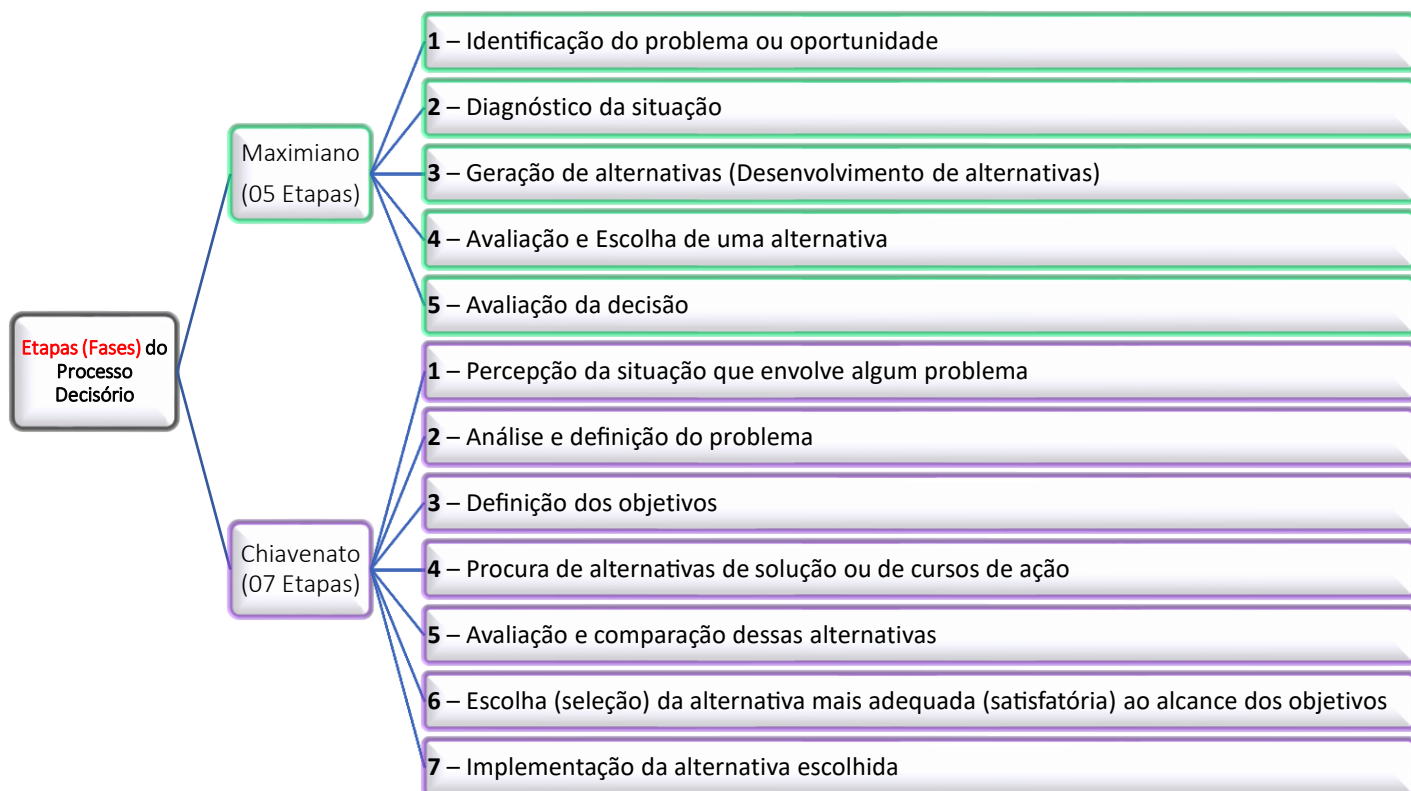 Etapas (Fases) do
Processo
Decisório
Maximiano
(05 Etapas)
1 – Identificação do problema ou oportunidade
2 – Diagnóstico da situação
3 – Geração de alternativas (Desenvolvimento de alternativas)
4 – Avaliação e Escolha de uma alternativa
5 – Avaliação da decisão
Chiavenato
(07 Etapas)
1 – Percepção da situação que envolve algum problema
2 – Análise e definição do problema
3 – Definição dos objetivos
4 – Procura de alternativas de solução ou de cursos de ação
5 – Avaliação e comparação dessas alternativas
6 – Escolha (seleção) da alternativa mais adequada (satisfatória) ao alcance dos objetivos
7 – Implementação da alternativa escolhida